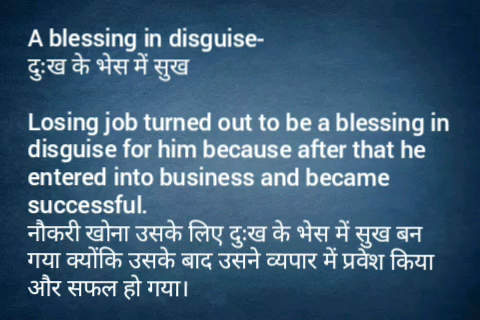 A blessing in disguise-
दुःख के भेस में सुख
Losing job turned out to be a blessing in
disguise for him because after that he
entered into business and became
successful.
नौकरी खोना उसके लिए दुःख के भेस में सुख बन
गया क्योंकि उसके बाद उसने व्यपार में प्रवेश किया
और सफल हो गया।